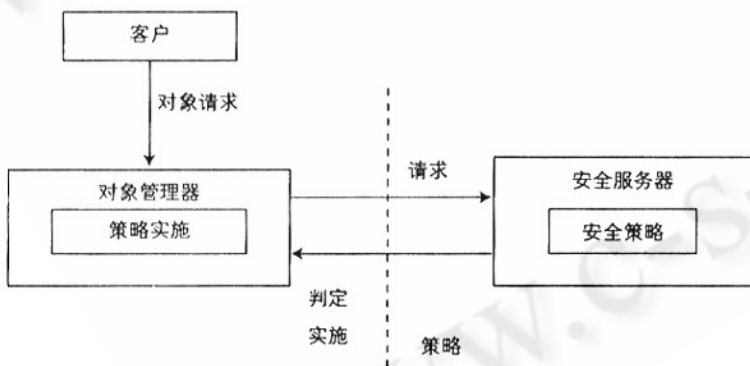 客户
对象请求
请求
对象管理器
安全服务器
策略实施
安全策略
判定
实施
策略